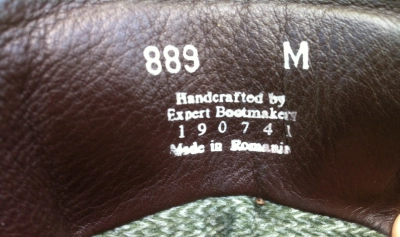 889 M
Handcrafted by
Expert Bootmakers
190741
Made in Romania